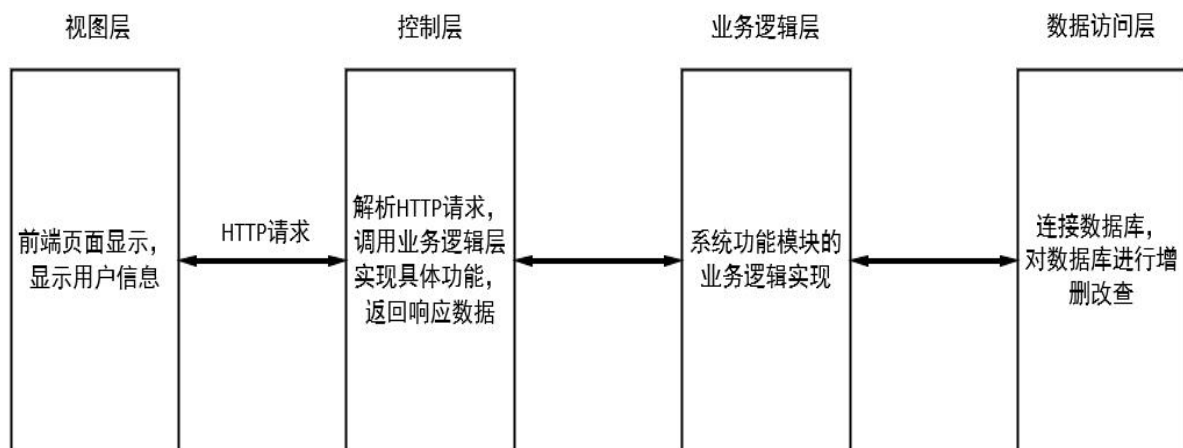 视图层
控制层
业务逻辑层
数据访问层
前端页面显示，
显示用户信息
HTTP请求
解析HTTP请求，
调用业务逻辑层
实现具体功能，
返回响应数据
系统功能模块的
业务逻辑实现
连接数据库，
对数据库进行增
删改查